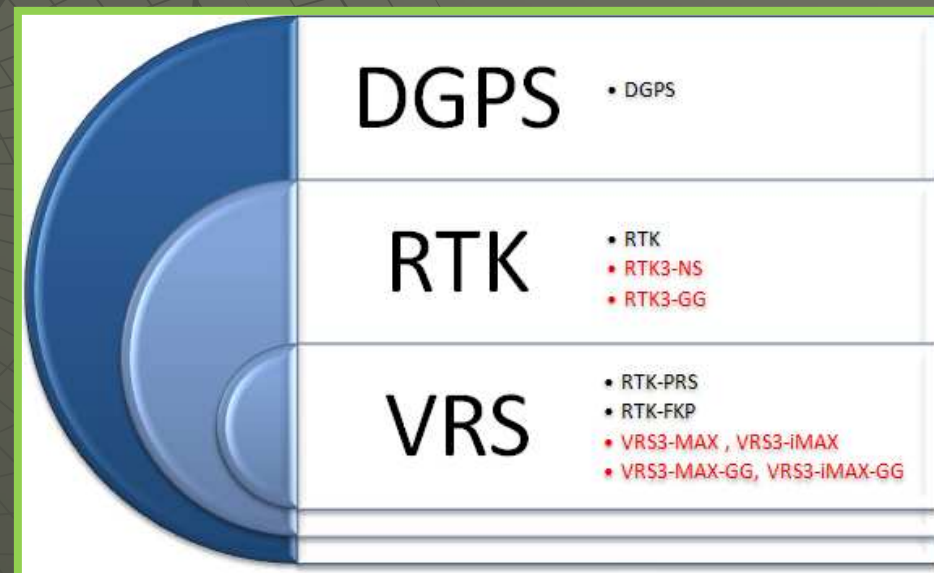 DGPS
• DGPS
RTK
• RTK
• RTK3-NS
• RTK3-GG
VRS
• RTK-PRS
• RTK-FKP
• VRS3-MAX , VRS3-iMAX
• VRS3-MAX-GG, VRS3-iMAX-GG